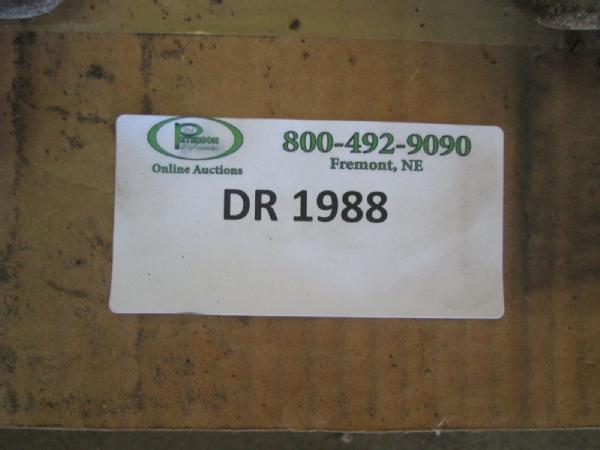 800-492-9090
Online Auctions
Fremont, NE
DR 1988